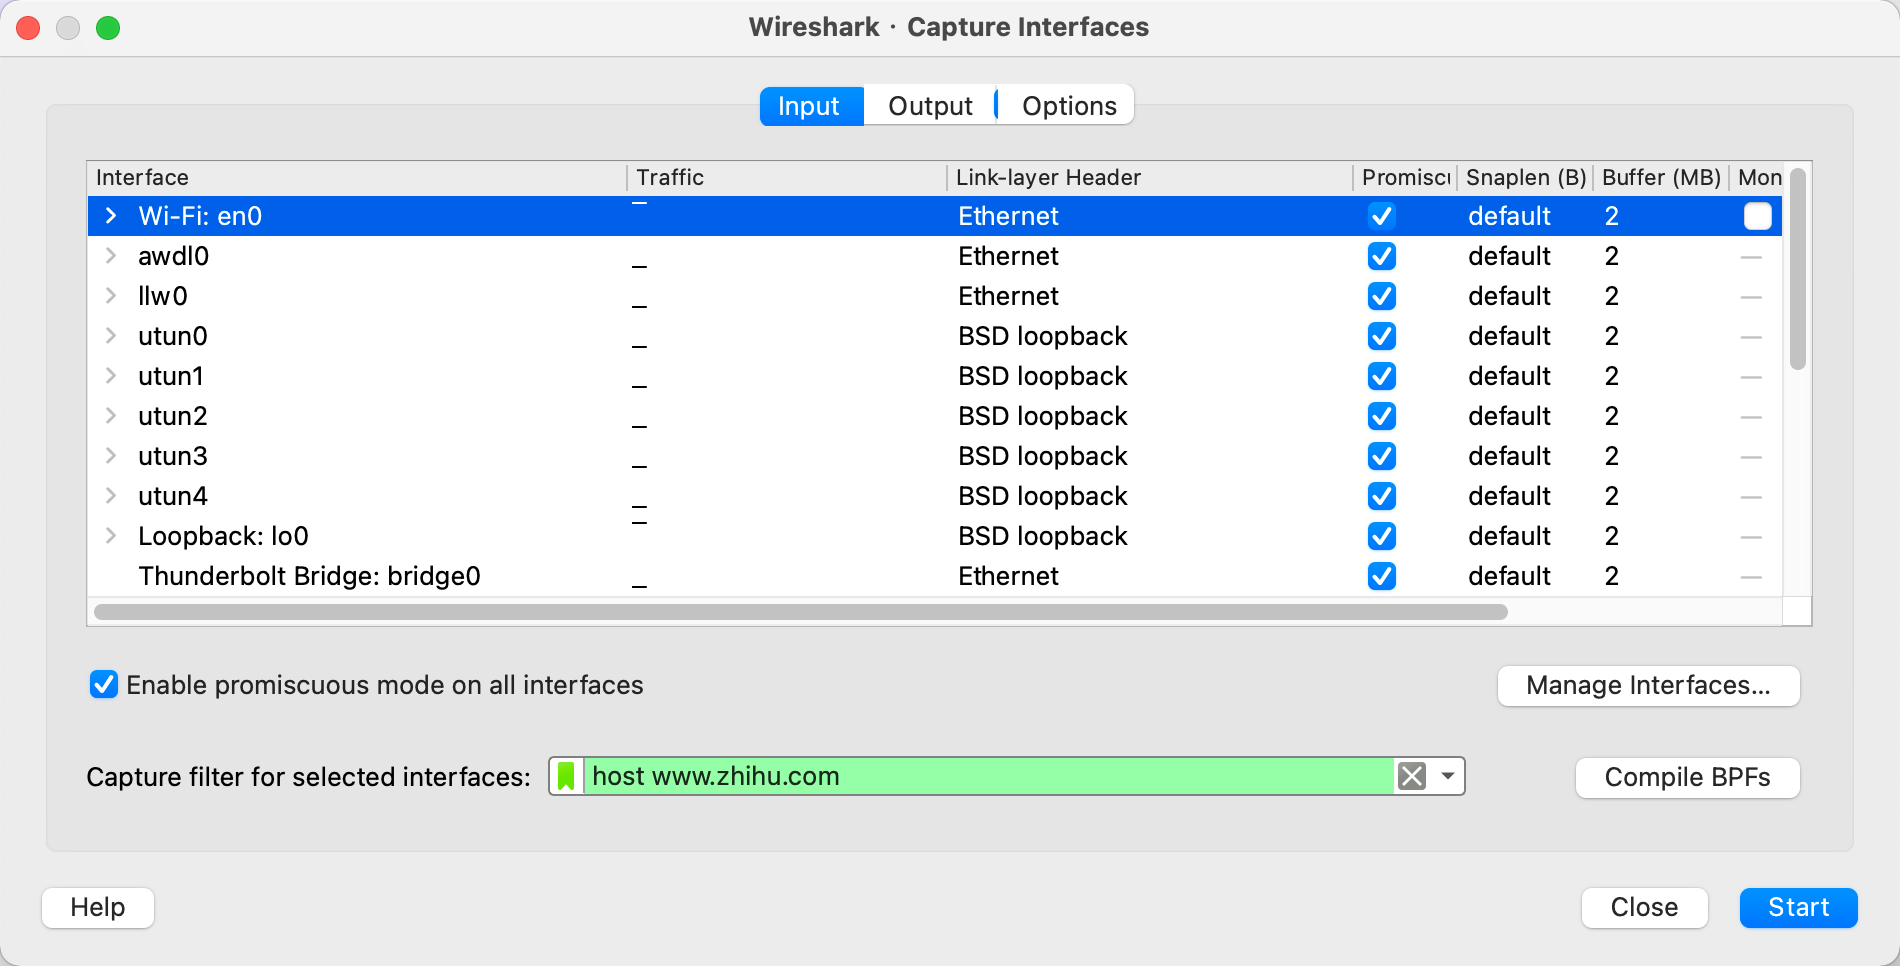 Wireshark · Capture Interfaces
Input Output Options
Interface Traffic Link-layer Header Promiscu Snaplen (B) Buffer (MB) Mon
Wi-Fi: en0 Ethernet default 2
awdl0 _ Ethernet default 2 —
llw0 _ Ethernet default 2 —
utun0 _ BSD loopback default 2 —
utun1 _ BSD loopback default 2 —
utun2 _ BSD loopback default 2 —
utun3 _ BSD loopback default 2 —
utun4 _ BSD loopback default 2 —
Loopback: lo0 BSD loopback default 2 —
Thunderbolt Bridge: bridge0 _ Ethernet default 2 —
Enable promiscuous mode on all interfaces Manage Interfaces...
Capture filter for selected interfaces: host www.zhihu.com Compile BPFs
Help Close Start